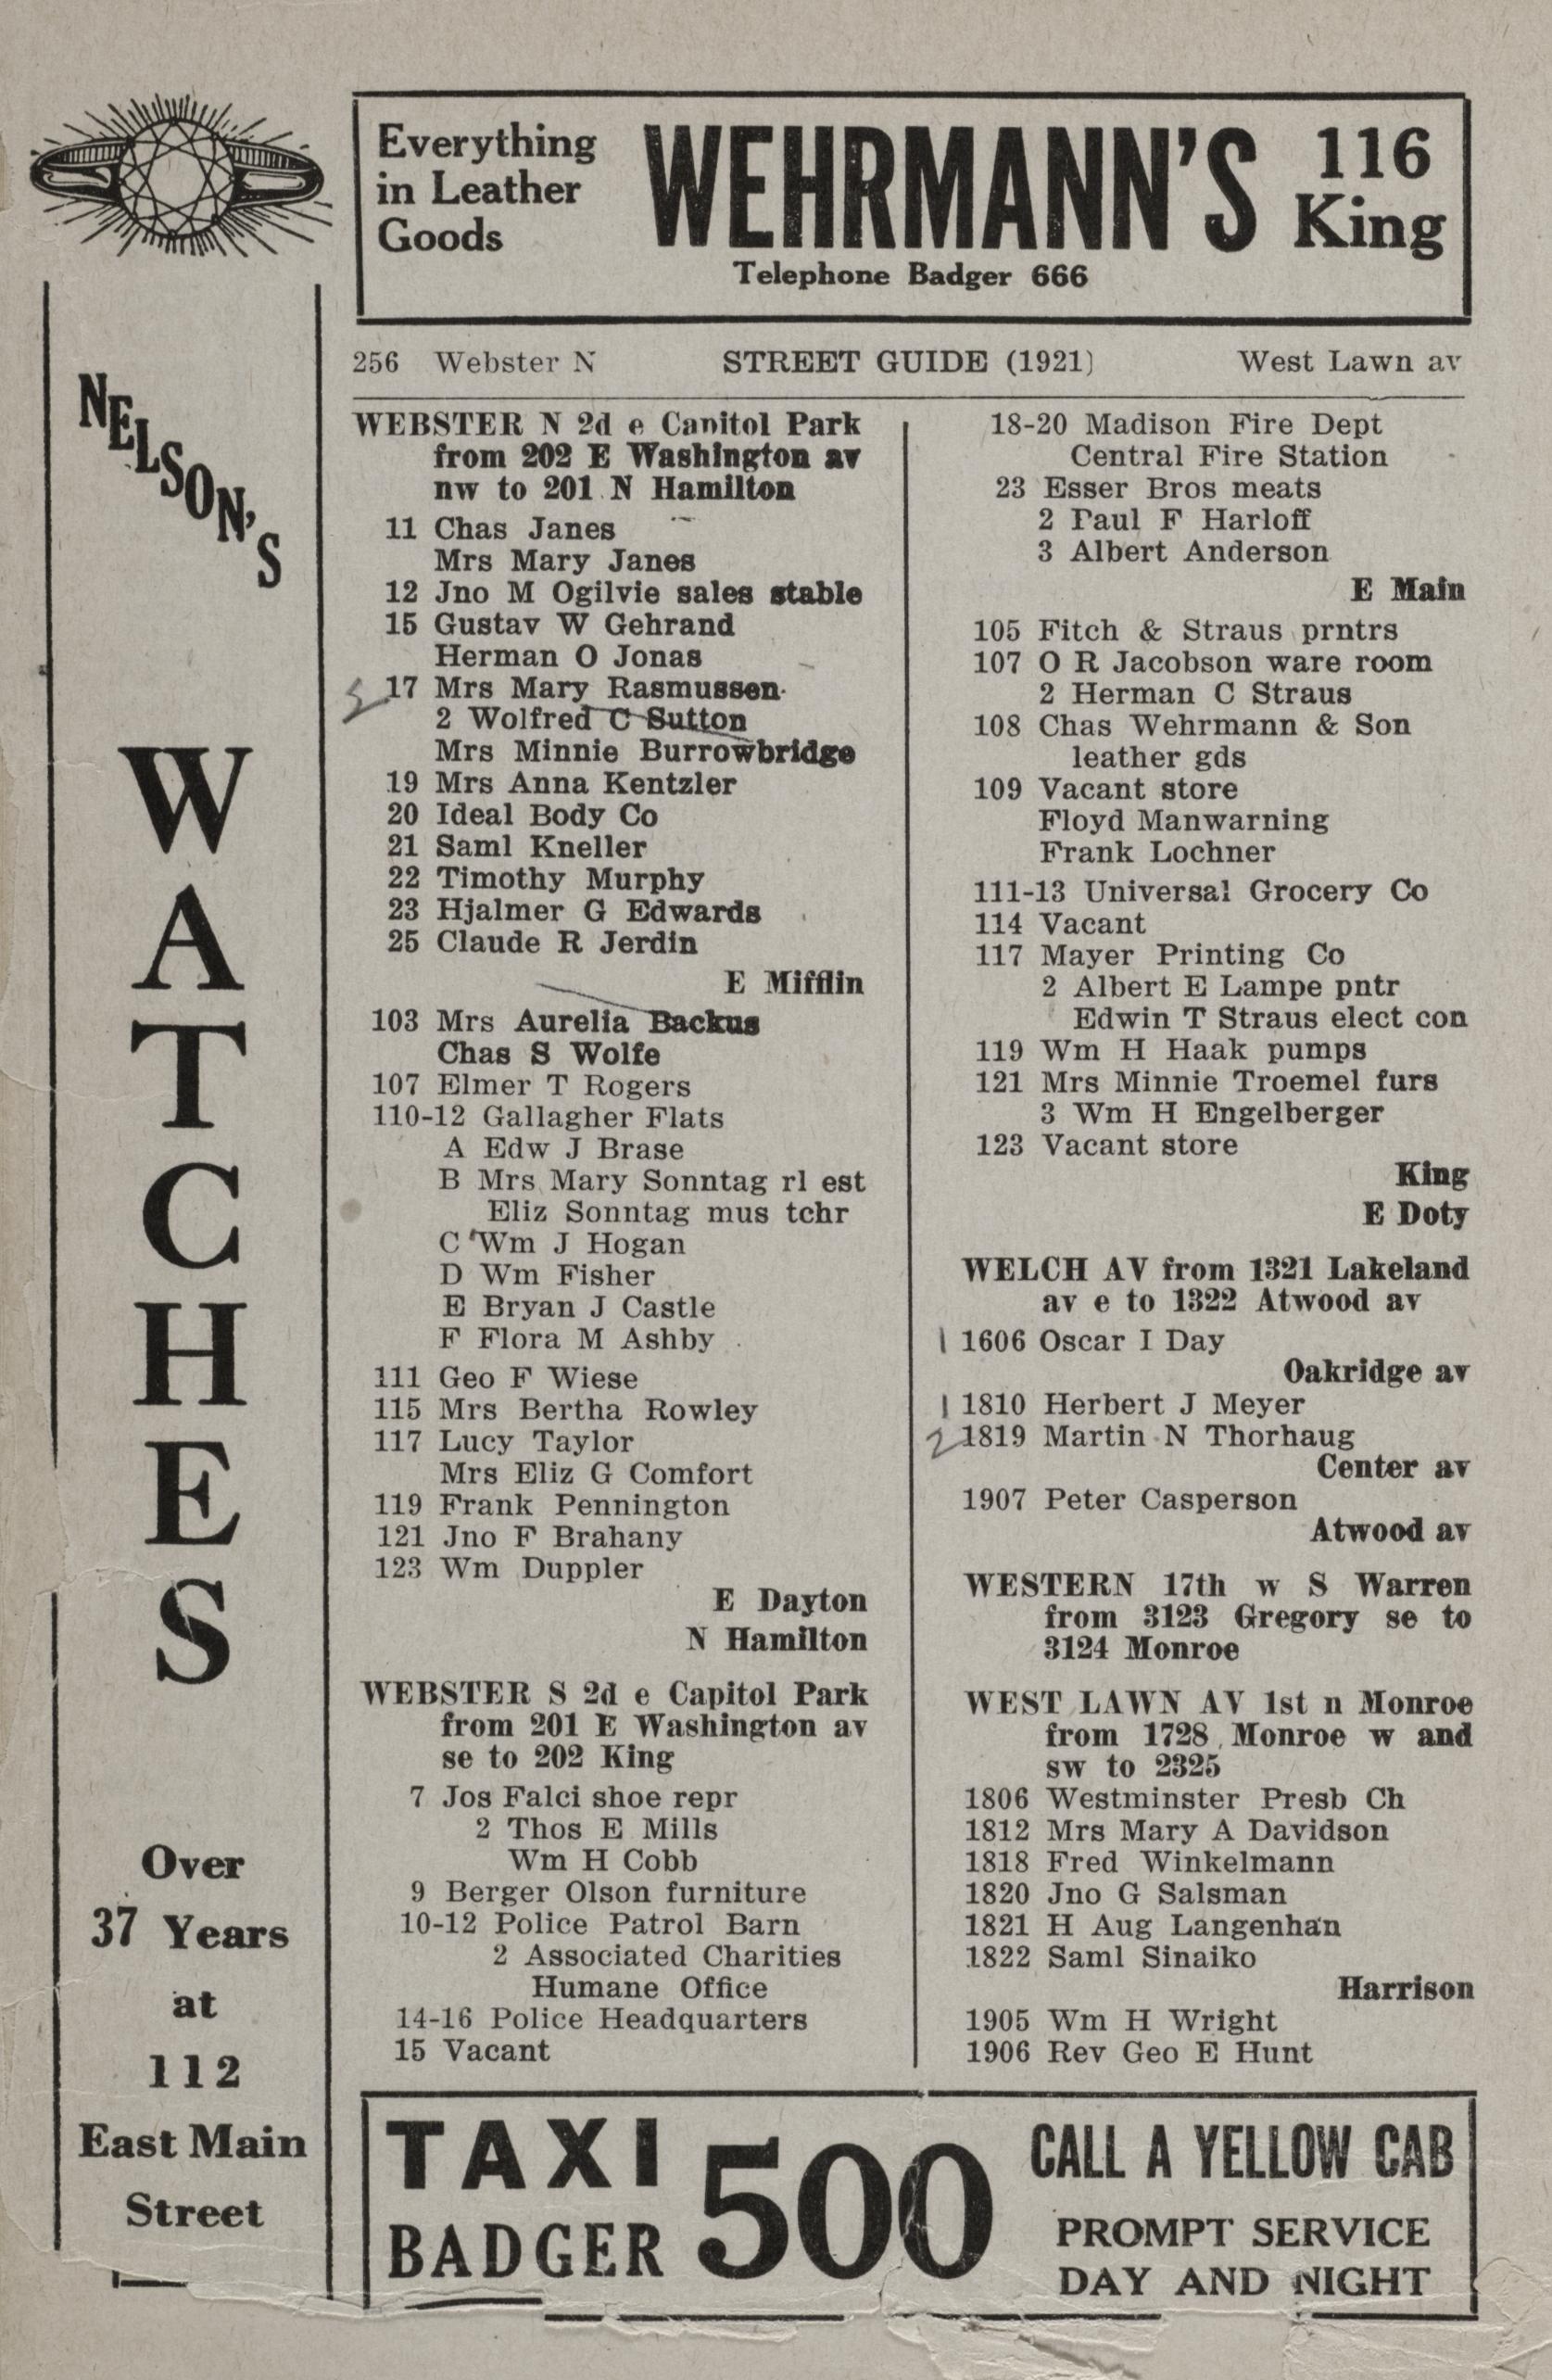 Everything
in Leather
Goods
WEHRMANN'S
116
King
Telephone Badger 666
NELSON'S
WATCHES
Over
37 Years
at
112
East Main
Street
256 Webster N STREET GUIDE (1921) West Lawn av
WEBSTER N 2d e Capitol Park
from 202 E Washington av
nw to 201 N Hamilton
11 Chas Janes
Mrs Mary Janes
12 Jno M Ogilvie sales stable
15 Gustav W Gehrand
Herman O Jonas
17 Mrs Mary Rasmussen
2 Wolfred C Sutton
Mrs Minnie Burrowbridge
19 Mrs Anna Kentzler
20 Ideal Body Co
21 Saml Kneller
22 Timothy Murphy
23 Hjalmer G Edwards
25 Claude R Jerdin
E Mifflin
103 Mrs Aurelia Backus
Chas S Wolfe
107 Elmer T Rogers
110-12 Gallagher Flats
A Edw J Brase
B Mrs Mary Sonntag rl est
Eliz Sonntag mus tchr
C Wm J Hogan
D Wm Fisher
E Bryan J Castle
F Flora M Ashby
111 Geo F Wiese
115 Mrs Bertha Rowley
117 Lucy Taylor
Mrs Eliz G Comfort
119 Frank Pennington
121 Jno F Brahany
123 Wm Duppler
E Dayton
N Hamilton
WEBSTER S 2d e Capitol Park
from 201 E Washington av
se to 202 King
7 Jos Falci shoe repr
2 Thos E Mills
Wm H Cobb
9 Berger Olson furniture
10-12 Police Patrol Barn
2 Associated Charities
Humane Office
14-16 Police Headquarters
15 Vacant
18-20 Madison Fire Dept
Central Fire Station
23 Esser Bros meats
2 Paul F Harloff
3 Albert Anderson
E Main
105 Fitch & Straus prntrs
107 O R Jacobson ware room
2 Herman C Straus
108 Chas Wehrmann & Son
leather gds
109 Vacant store
Floyd Manwarning
Frank Lochner
111-13 Universal Grocery Co
114 Vacant
117 Mayer Printing Co
2 Albert E Lampe pntr
Edwin T Straus elect con
119 Wm H Haak pumps
121 Mrs Minnie Troemel furs
3 Wm H Engelberger
123 Vacant store
King
E Doty
WELCH AV from 1321 Lakeland
av e to 1322 Atwood av
1 1606 Oscar I Day
Oakridge av
1 1810 Herbert J Meyer
2 1819 Martin N Thorhaug
Center av
1907 Peter Casperson
Atwood av
WESTERN 17th w S Warren
from 3123 Gregory se to
3124 Monroe
WEST LAWN AV 1st n Monroe
from 1728 Monroe w and
sw to 2325
1806 Westminster Presb Ch
1812 Mrs Mary A Davidson
1818 Fred Winkelmann
1820 Jno G Salsman
1821 H Aug Langenhan
1822 Saml Sinaiko
Harrison
1905 Wm H Wright
1906 Rev Geo E Hunt
TAXI
BADGER
500
CALL A YELLOW CAB
PROMPT SERVICE
DAY AND NIGHT